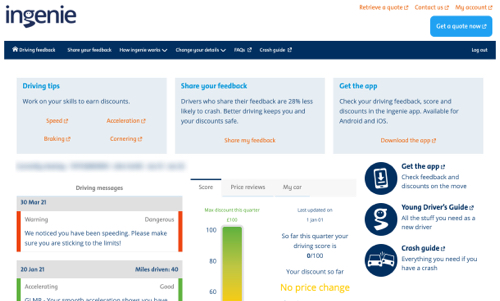 ingenie
Retrieve a quote Contact us My account
Get a quote now
Driving feedback Share your feedback How ingenie works Change your details FAQs Crash guide Log out
Driving tips
Work on your skills to earn discounts.
Speed Acceleration
Braking Cornering
Share your feedback
Drivers who share their feedback are 28% less
likely to crash. Better driving keeps you and
your discounts safe.
Share my feedback
Get the app
Check your driving feedback, score and
discounts in the ingenie app. Available for
Android and iOS.
Download the app
Driving messages
30 Mar 21
Warning Dangerous
We noticed you have been speeding. Please make
sure you are sticking to the limits!
20 Jan 21 Miles driven: 40
Accelerating Good
GLMR - Your smooth acceleration shows you have
Score Price reviews My car
Max discount this quarter
£100
100
80
60
Last updated on
1 Jan 01
So far this quarter your
driving score is
0/100
Your discount so far
No price change
Get the app
Check feedback and
discounts on the move
Young Driver's Guide
All the stuff you need as a
new driver
Crash guide
Everything you need if you
have a crash